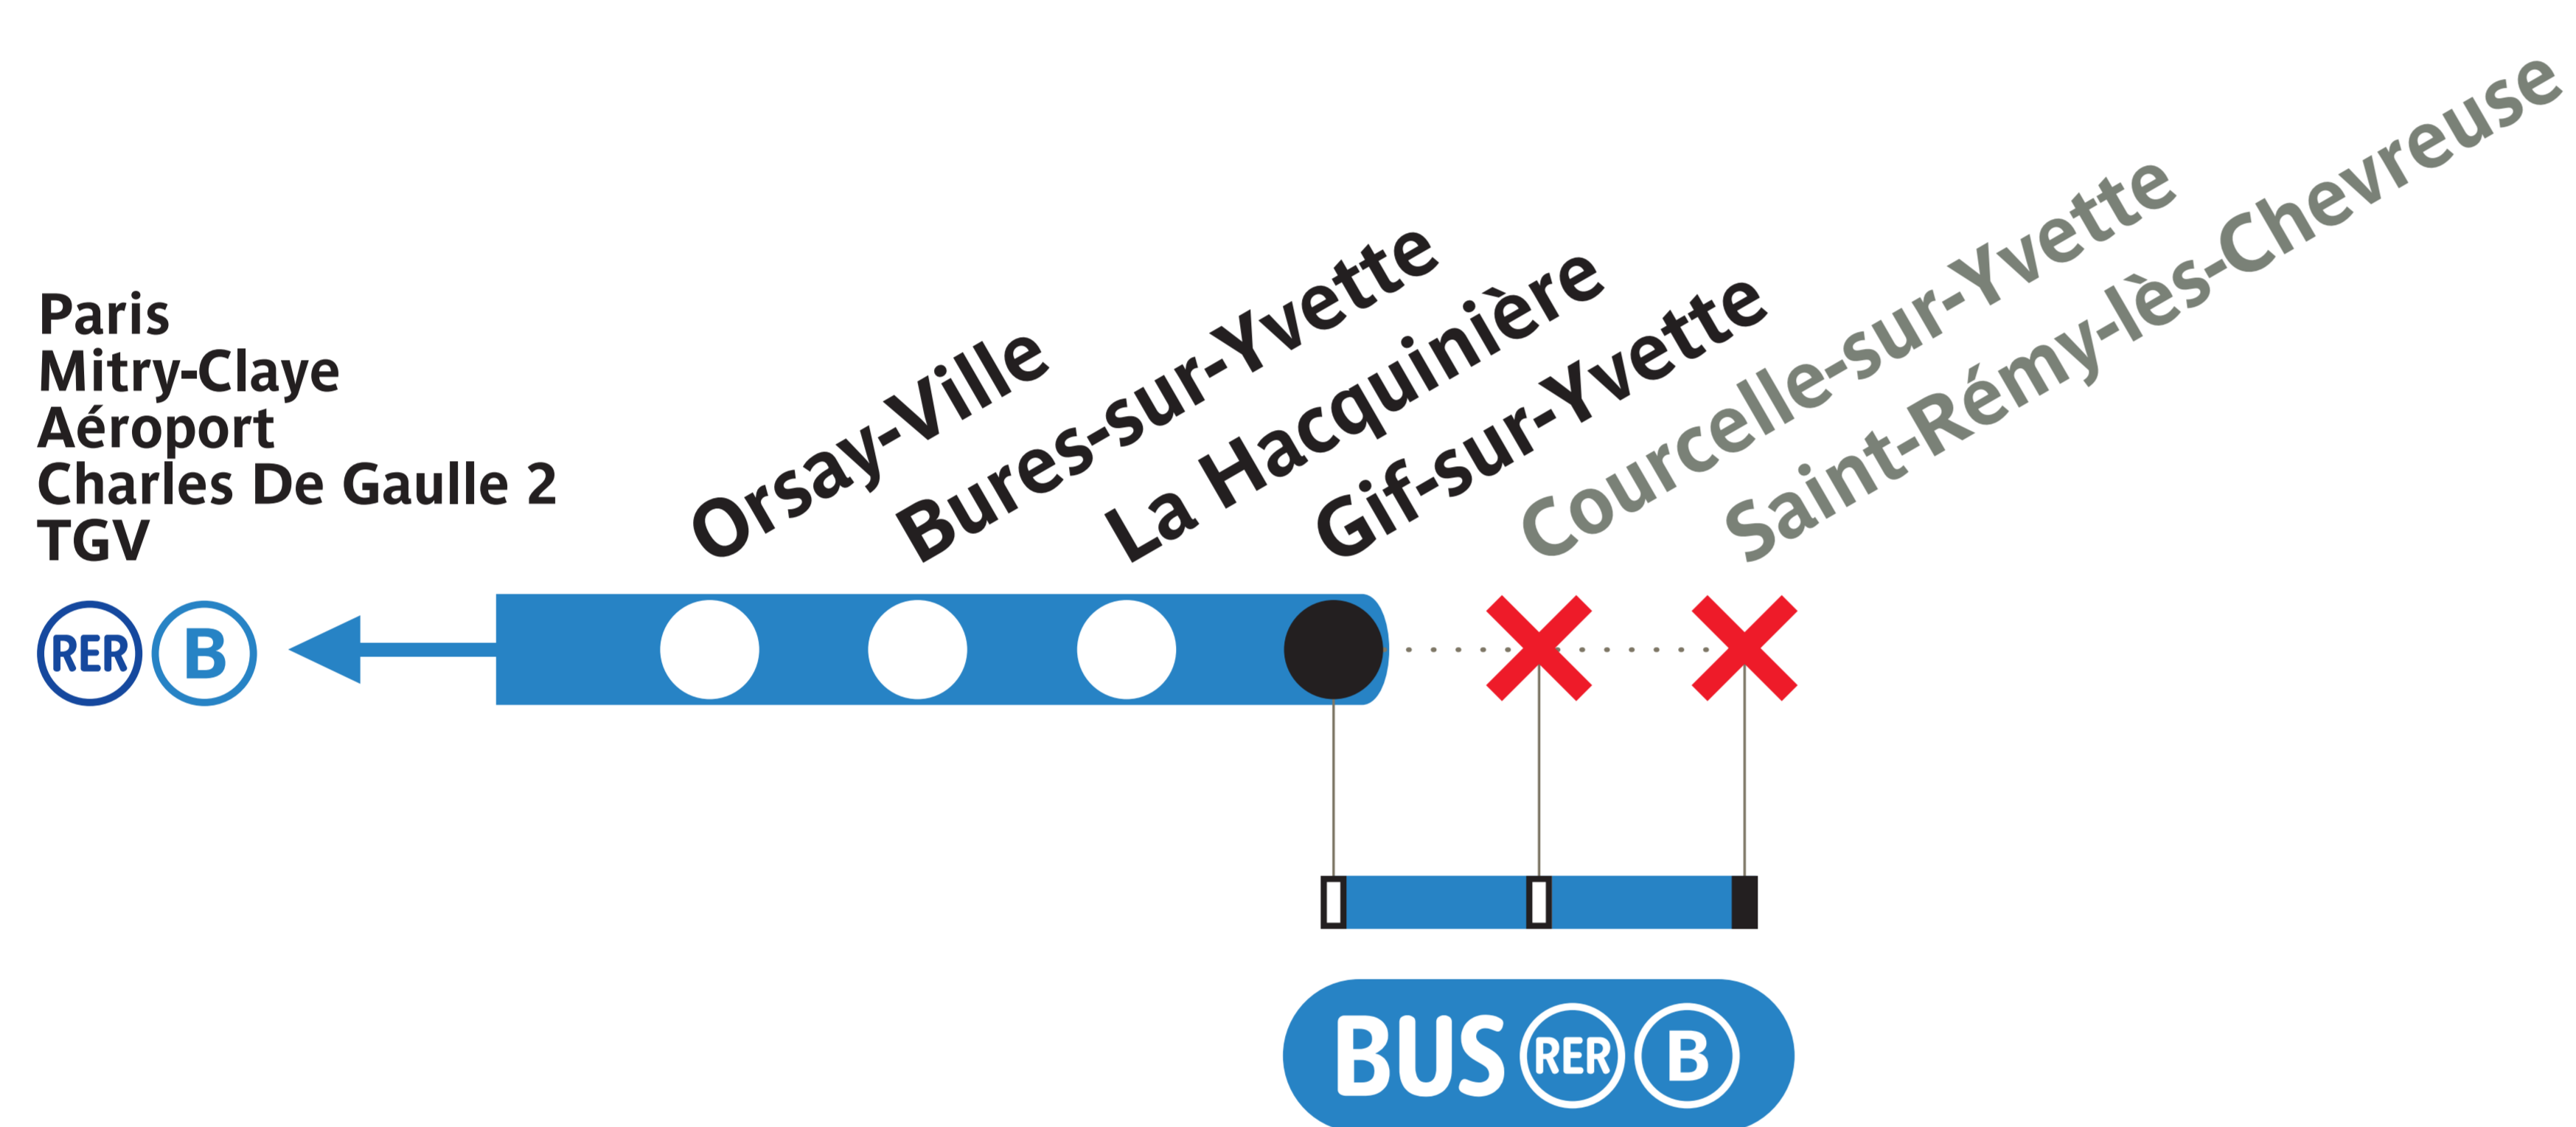 Paris
Mitry-Claye
Aéroport
Charles De Gaulle 2
TGV
RER B
Orsay-Ville
Bures-sur-Yvette
La Hacquinière
Gif-sur-Yvette
Courcelle-sur-Yvette
Saint-Rémy-lès-Chevreuse
BUS RER B